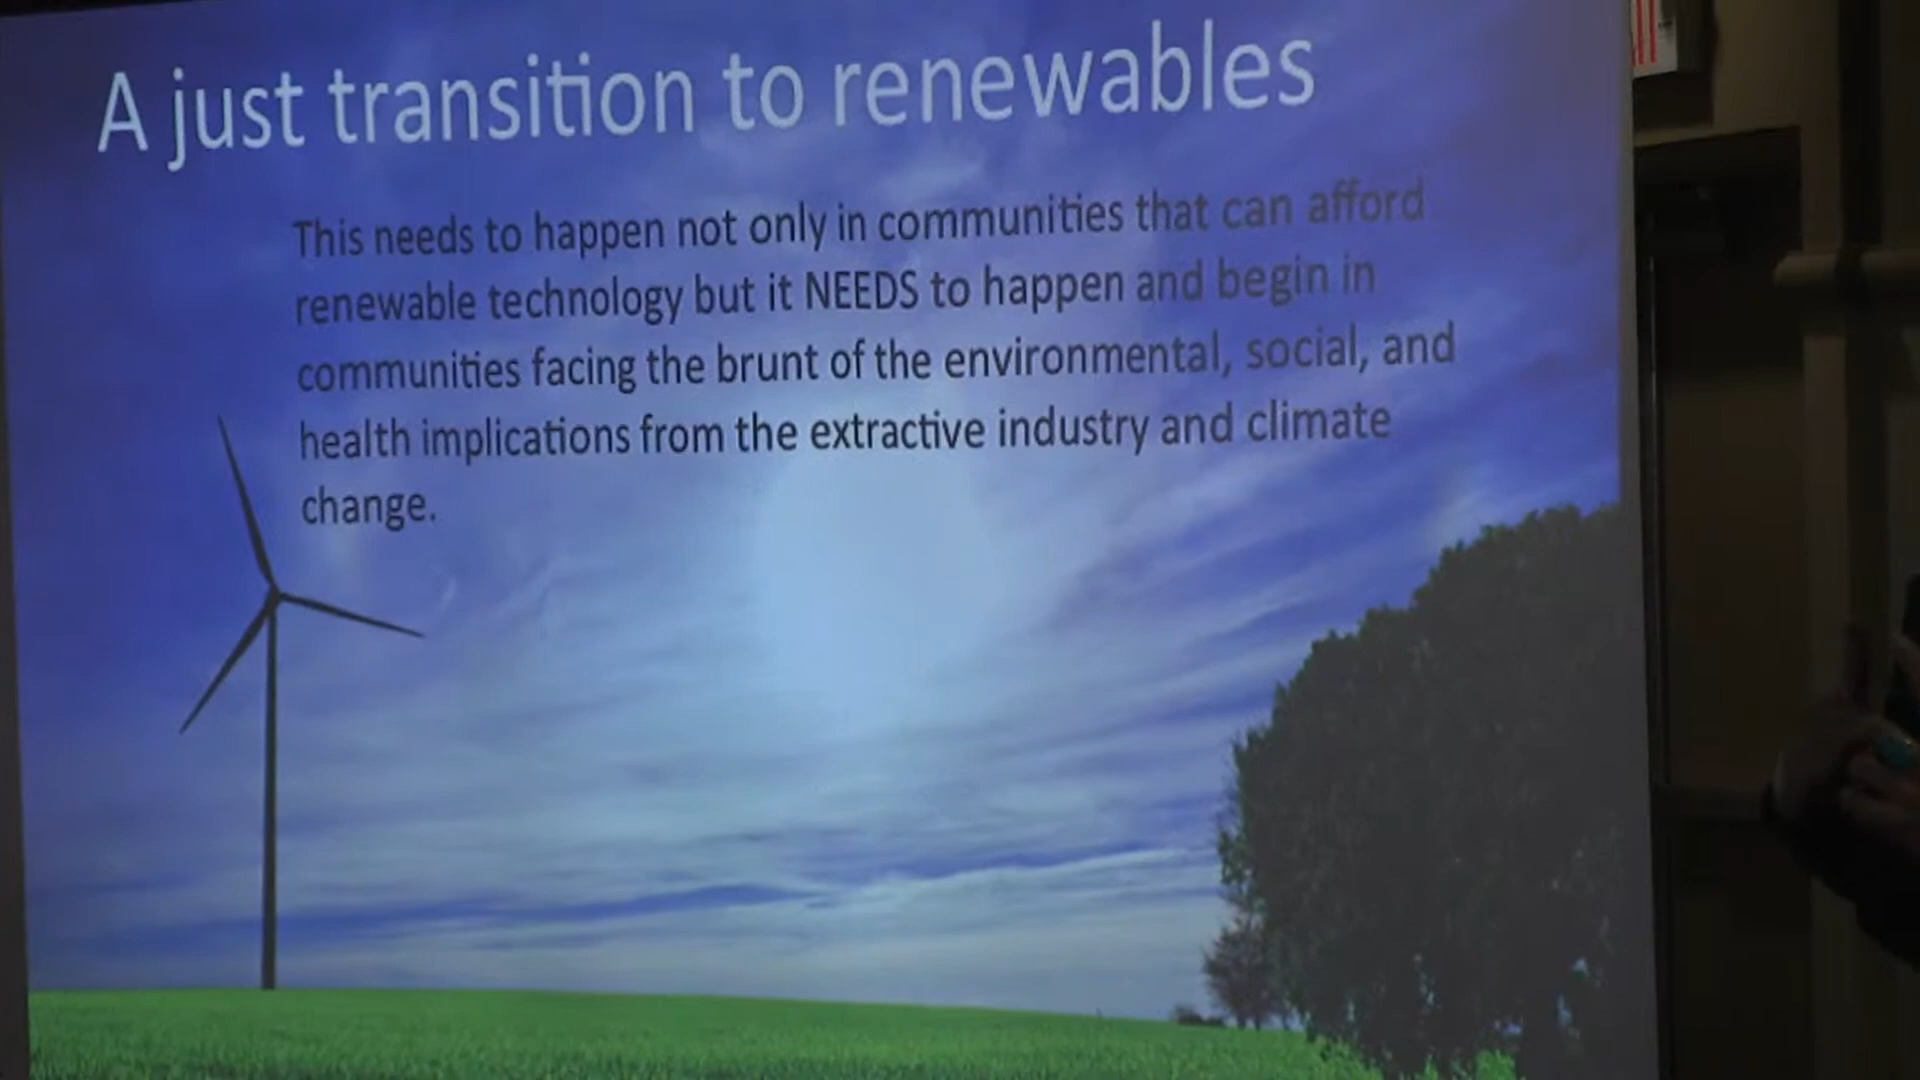 A just transition to renewables
This needs to happen not only in communities that can afford
renewable technology but it NEEDS to happen and begin in
communities facing the brunt of the environmental, social, and
health implications from the extractive industry and climate
change.